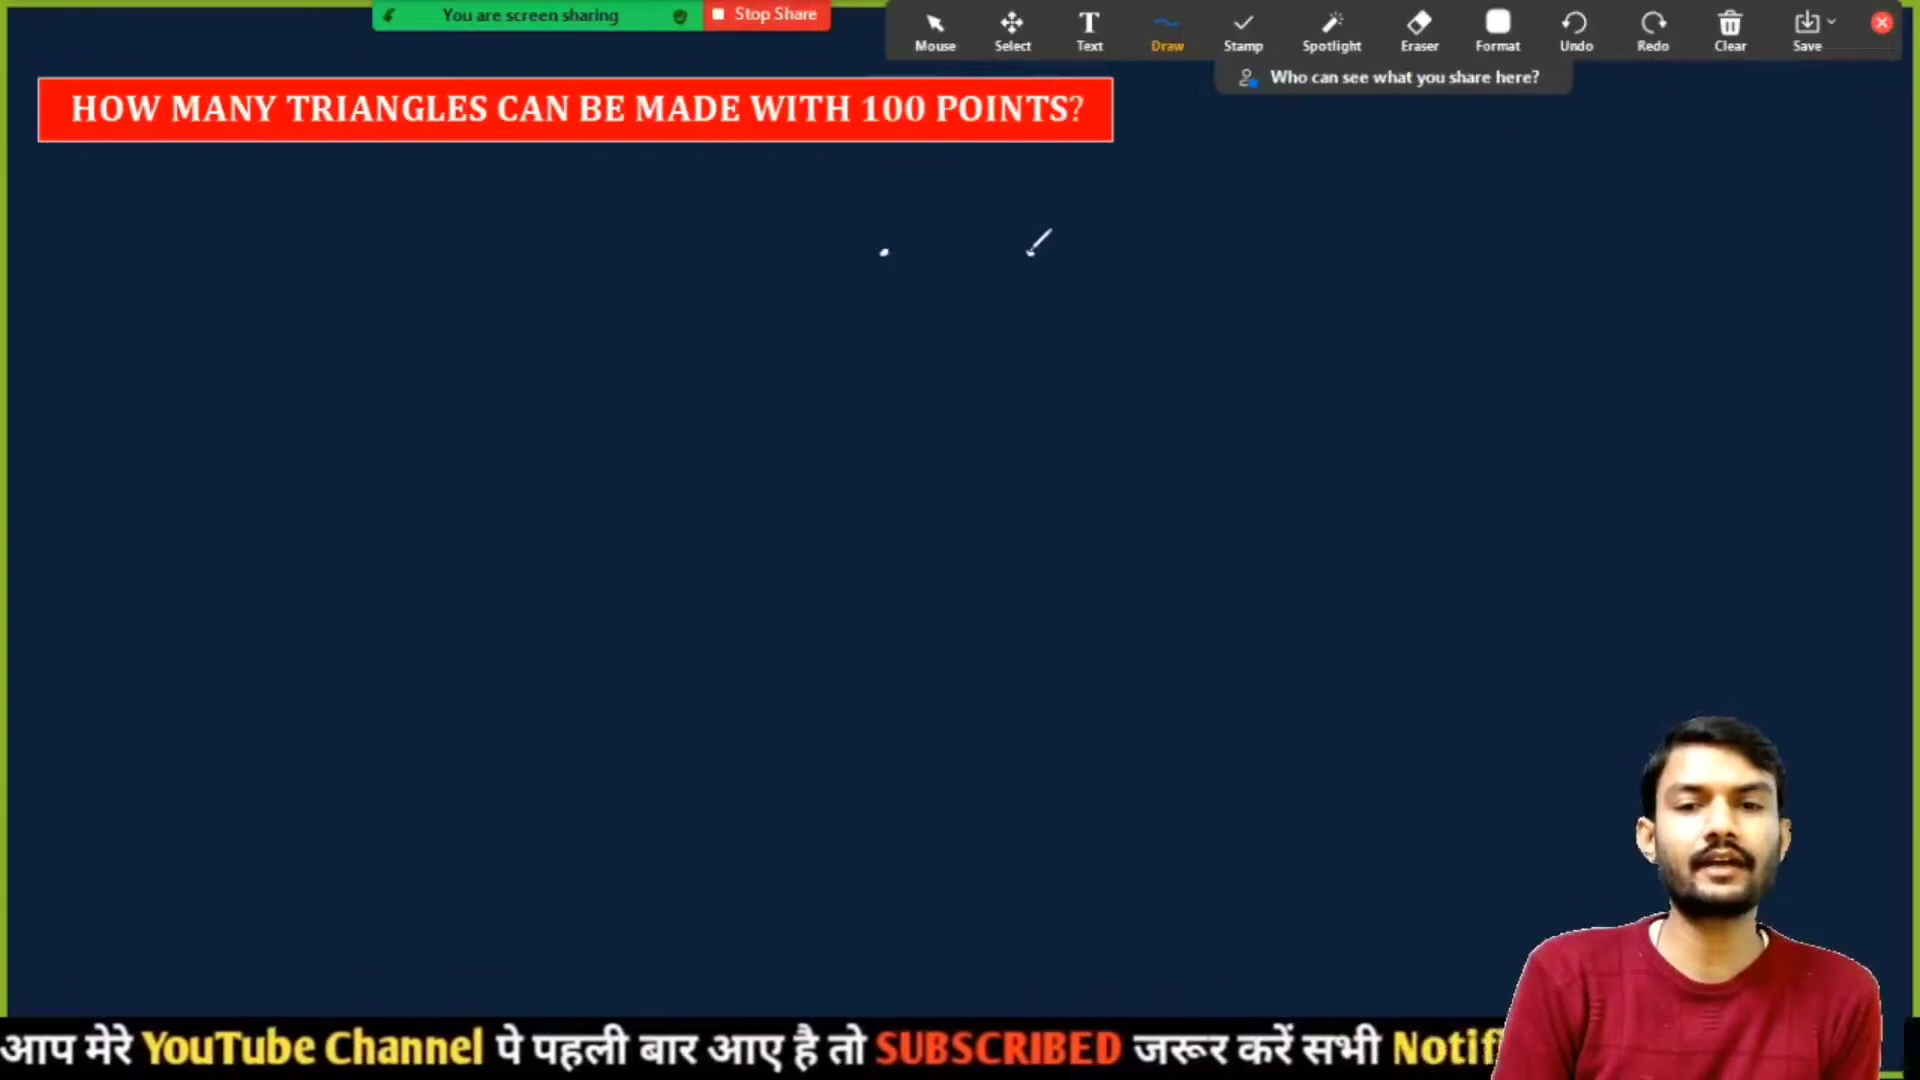 You are screen sharing
Stop Share
Mouse
Select
Text
Draw
Stamp
Spotlight
Eraser
Format
Undo
Redo
Clear
Save
Who can see what you share here?
HOW MANY TRIANGLES CAN BE MADE WITH 100 POINTS?
आप मेरे YouTube Channel पे पहली बार आए है तो SUBSCRIBED जरूर करें सभी